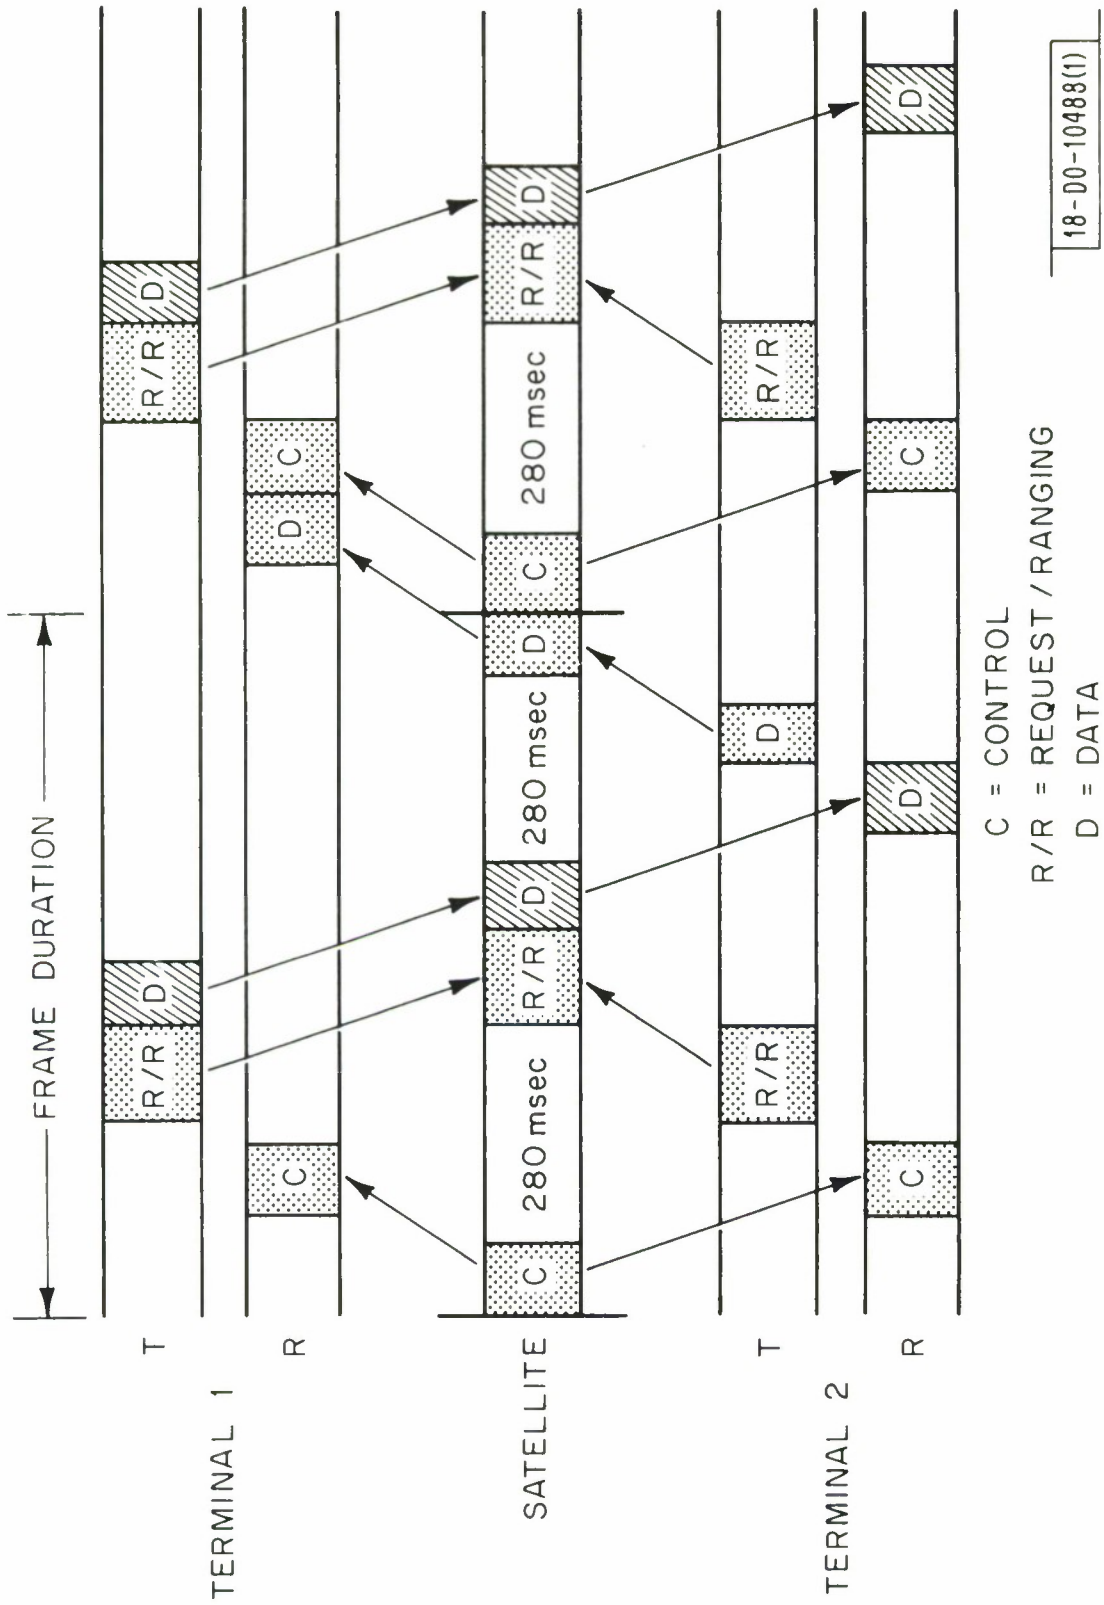 FRAME DURATION
TERMINAL 1
T
R/R
D
R/R
D
R
C
D
C
SATELLITE
C
280 msec
R/R
D
280 msec
D
C
280 msec
R/R
D
TERMINAL 2
T
R/R
D
R/R
R
C
D
C
D
C = CONTROL
R/R = REQUEST / RANGING
D = DATA
18-DO-10488(1)